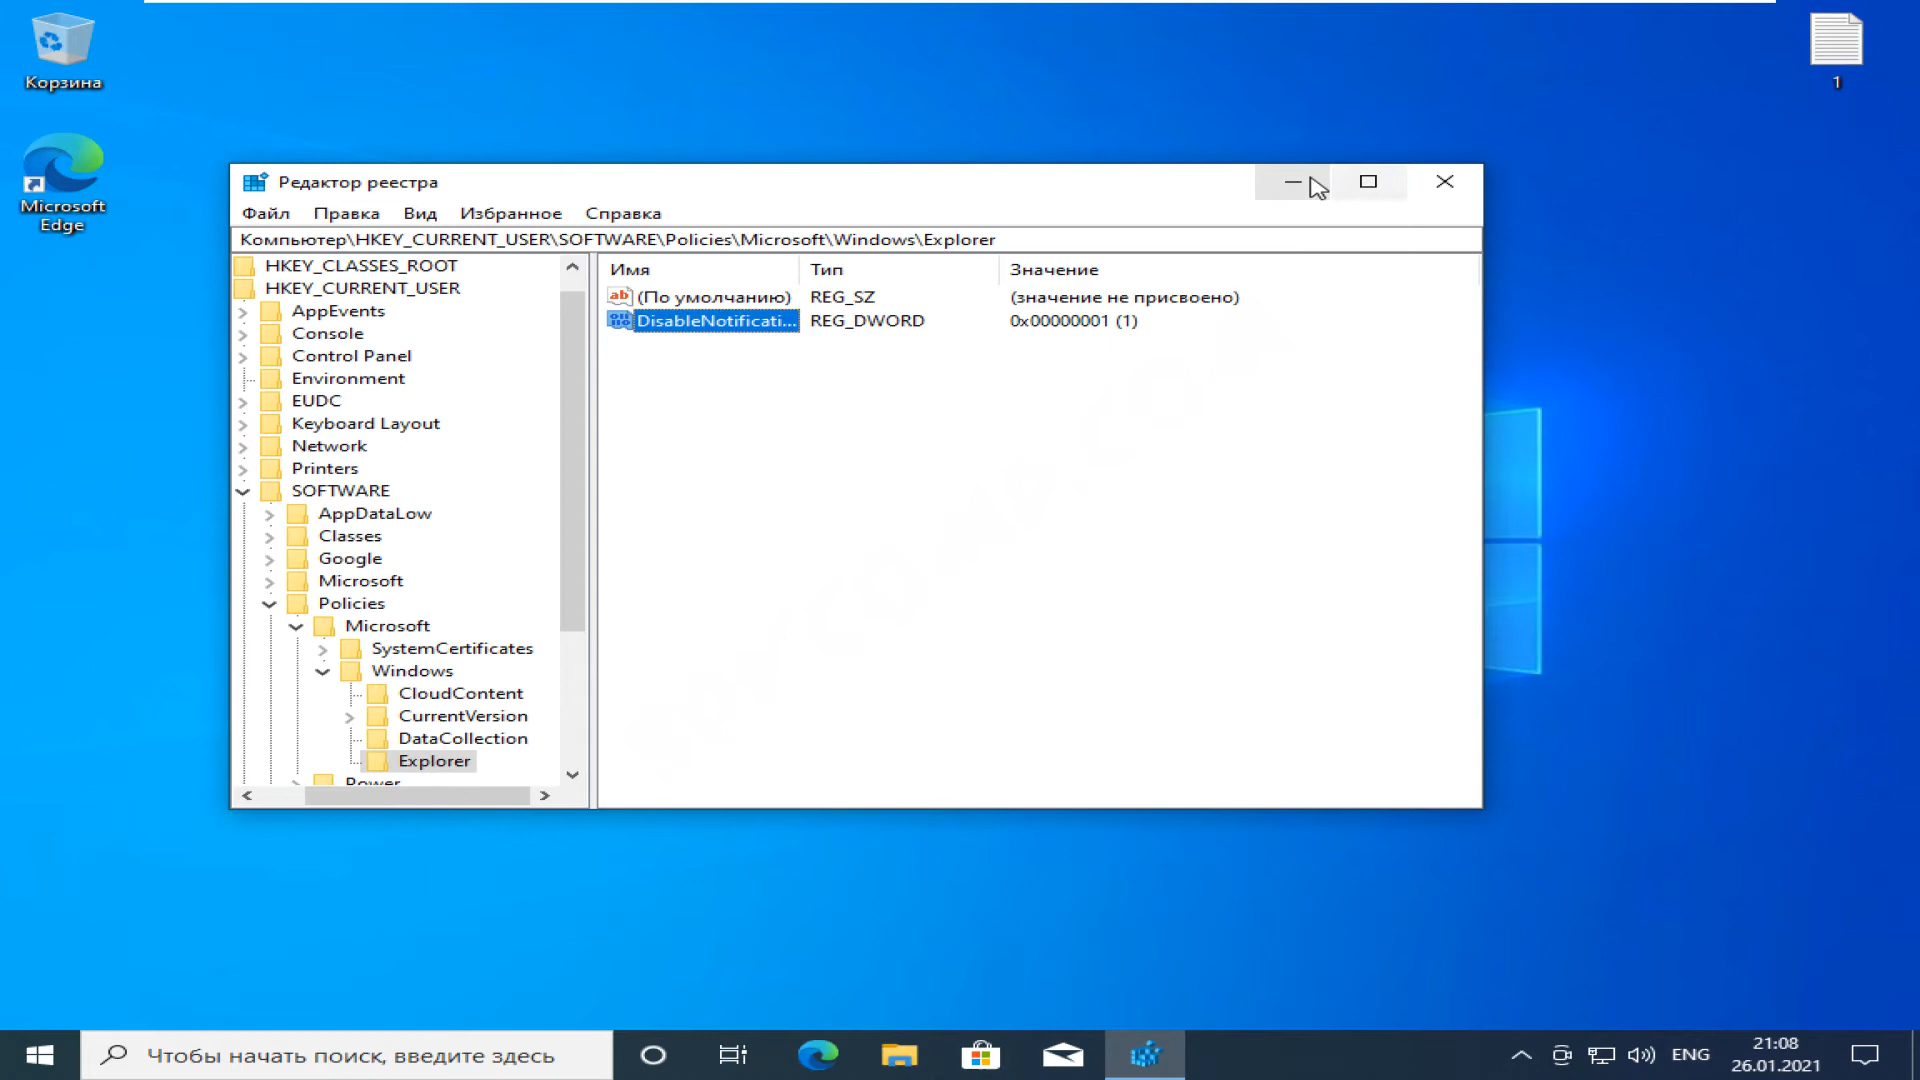 Корзина
1
Microsoft
Edge
Редактор реестра
Файл Правка Вид Избранное Справка
Компьютер\HKEY_CURRENT_USER\SOFTWARE\Policies\Microsoft\Windows\Explorer
HKEY_CLASSES_ROOT
HKEY_CURRENT_USER
AppEvents
Console
Control Panel
Environment
EUDC
Keyboard Layout
Network
Printers
SOFTWARE
AppDataLow
Classes
Google
Microsoft
Policies
Microsoft
SystemCertificates
Windows
CloudContent
CurrentVersion
DataCollection
Explorer
Power
Имя Тип Значение
(По умолчанию) REG_SZ (значение не присвоено)
DisableNotificati... REG_DWORD 0x00000001 (1)
Чтобы начать поиск, введите здесь
ENG
21:08
26.01.2021